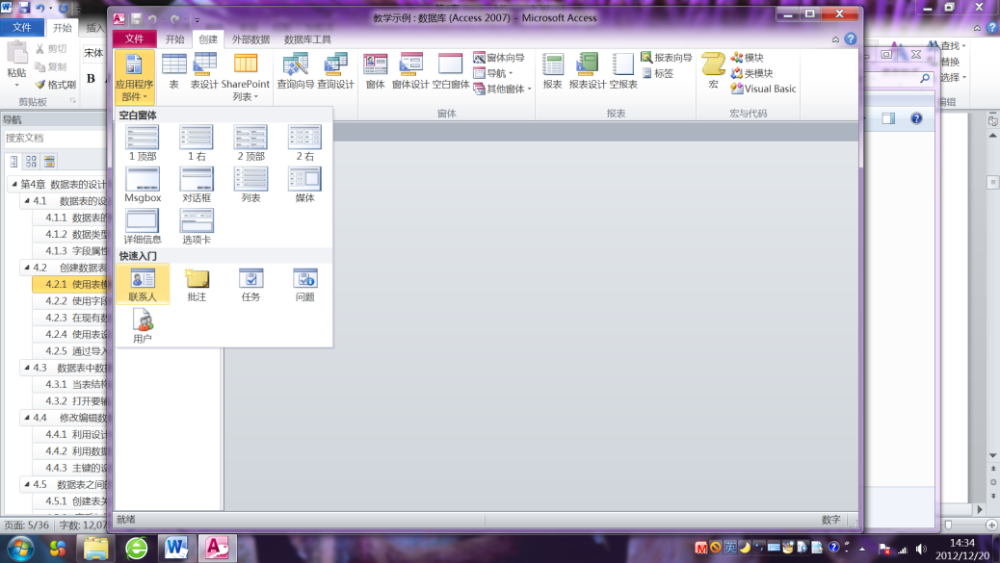 教学示例 : 数据库 (Access 2007) - Microsoft Access
文件 开始 插入
文件 开始 创建 外部数据 数据库工具
粘贴
剪切
复制
格式刷
剪贴板
宋体
B
应用程序
部件
表
表设计
SharePoint
列表
查询向导
查询设计
窗体
窗体设计
空白窗体
窗体向导
导航
其他窗体
窗体
报表
报表设计
空报表
报表向导
标签
报表
宏
模块
类模块
Visual Basic
宏与代码
查找
替换
选择
编辑
空白窗体
1 顶部 1 右 2 顶部 2 右
Msgbox 对话框 列表 媒体
详细信息 选项卡
快速入门
联系人 批注 任务 问题
用户
导航
搜索文档
第4章 数据表的设计
4.1 数据表的设
4.1.1 数据表的
4.1.2 数据类型
4.1.3 字段属性
4.2 创建数据表
4.2.1 使用表模
4.2.2 使用字段
4.2.3 在现有数
4.2.4 使用表设
4.2.5 通过导入
4.3 数据表中数据
4.3.1 当表结构
4.3.2 打开要输
4.4 修改编辑数
4.4.1 利用设计
4.4.2 利用数据
4.4.3 主键的设
4.5 数据表之间的
4.5.1 创建表关
就绪 数字
页面: 5/36 字数: 12,07
英
14:34
2012/12/20